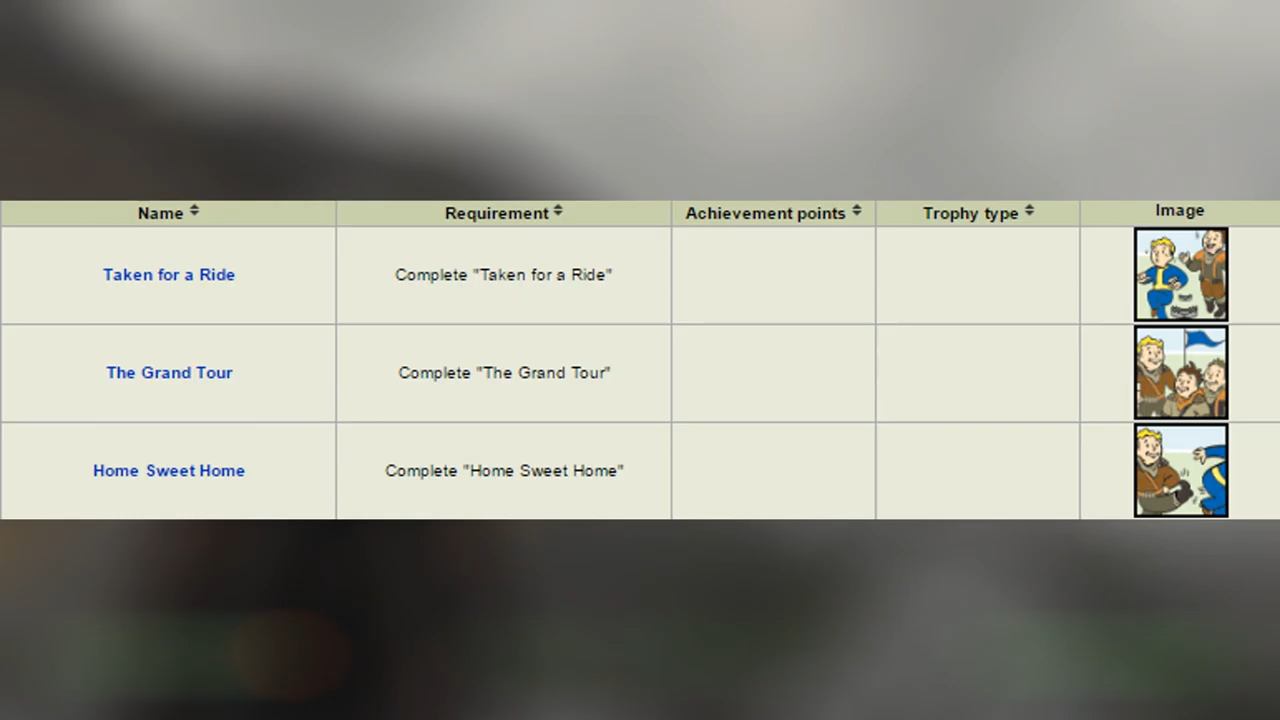 Name Requirement Achievement points Trophy type Image
Taken for a Ride Complete "Taken for a Ride"
The Grand Tour Complete "The Grand Tour"
Home Sweet Home Complete "Home Sweet Home"